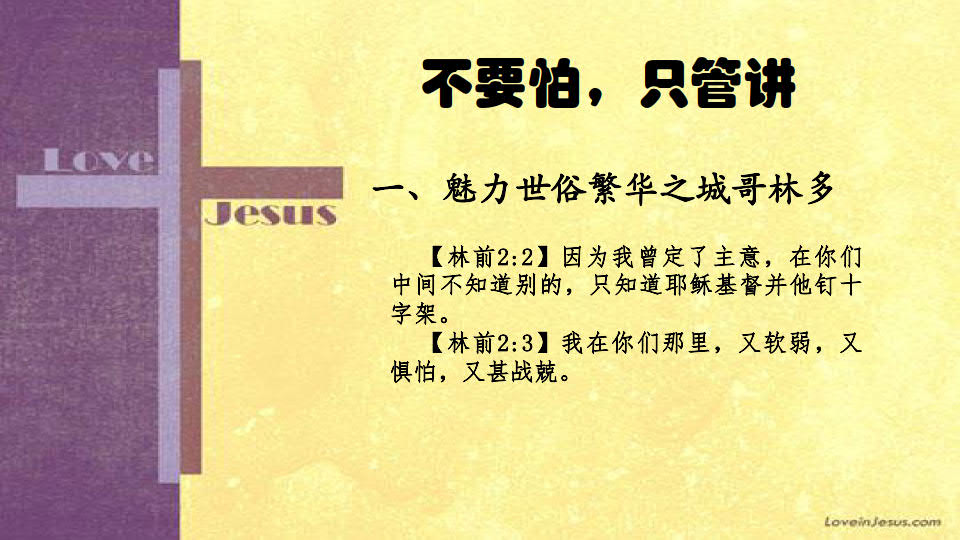 不要怕，只管讲
Love
Jesus
一、魅力世俗繁华之城哥林多
【林前2:2】因为我曾定了主意，在你们
中间不知道别的，只知道耶稣基督并他钉十
字架。
【林前2:3】我在你们那里，又软弱，又
惧怕，又甚战兢。
LoveinJesus.com